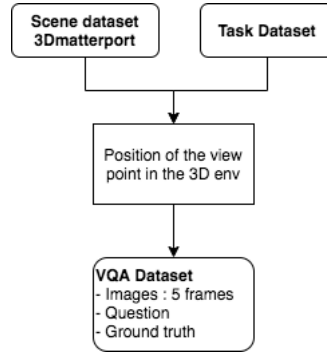 Scene dataset
3Dmatterport
Task Dataset
Position of the view
point in the 3D env
VQA Dataset
- Images : 5 frames
- Question
- Ground truth